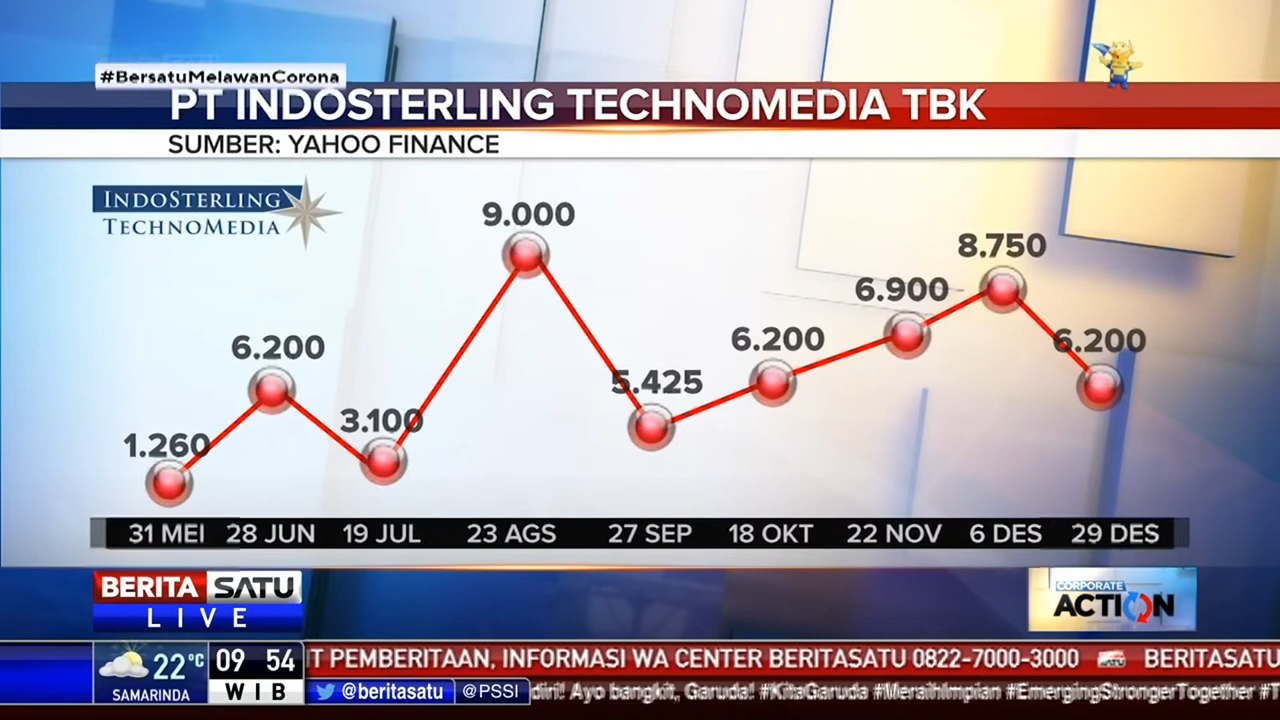 #BersatuMelawanCorona
PT INDOSTERLING TECHNOMEDIA TBK
SUMBER: YAHOO FINANCE
INDOSTERLING
TECHNOMEDIA
9.000
8.750
6.900
6.200
6.200
6.200
5.425
3.100
1.260
31 MEI 28 JUN 19 JUL 23 AGS 27 SEP 18 OKT 22 NOV 6 DES 29 DES
BERITA SATU
LIVE
CORPORATE
ACTION
22°C
SAMARINDA
09 54
WIB
IT PEMBERITAAN, INFORMASI WA CENTER BERITASATU 0822-7000-3000 BERITASATU
@beritasatu @PSSI diri! Ayo bangkit, Garuda! #KitaGaruda #MeraihImpian #EmergingStrongerTogether #T